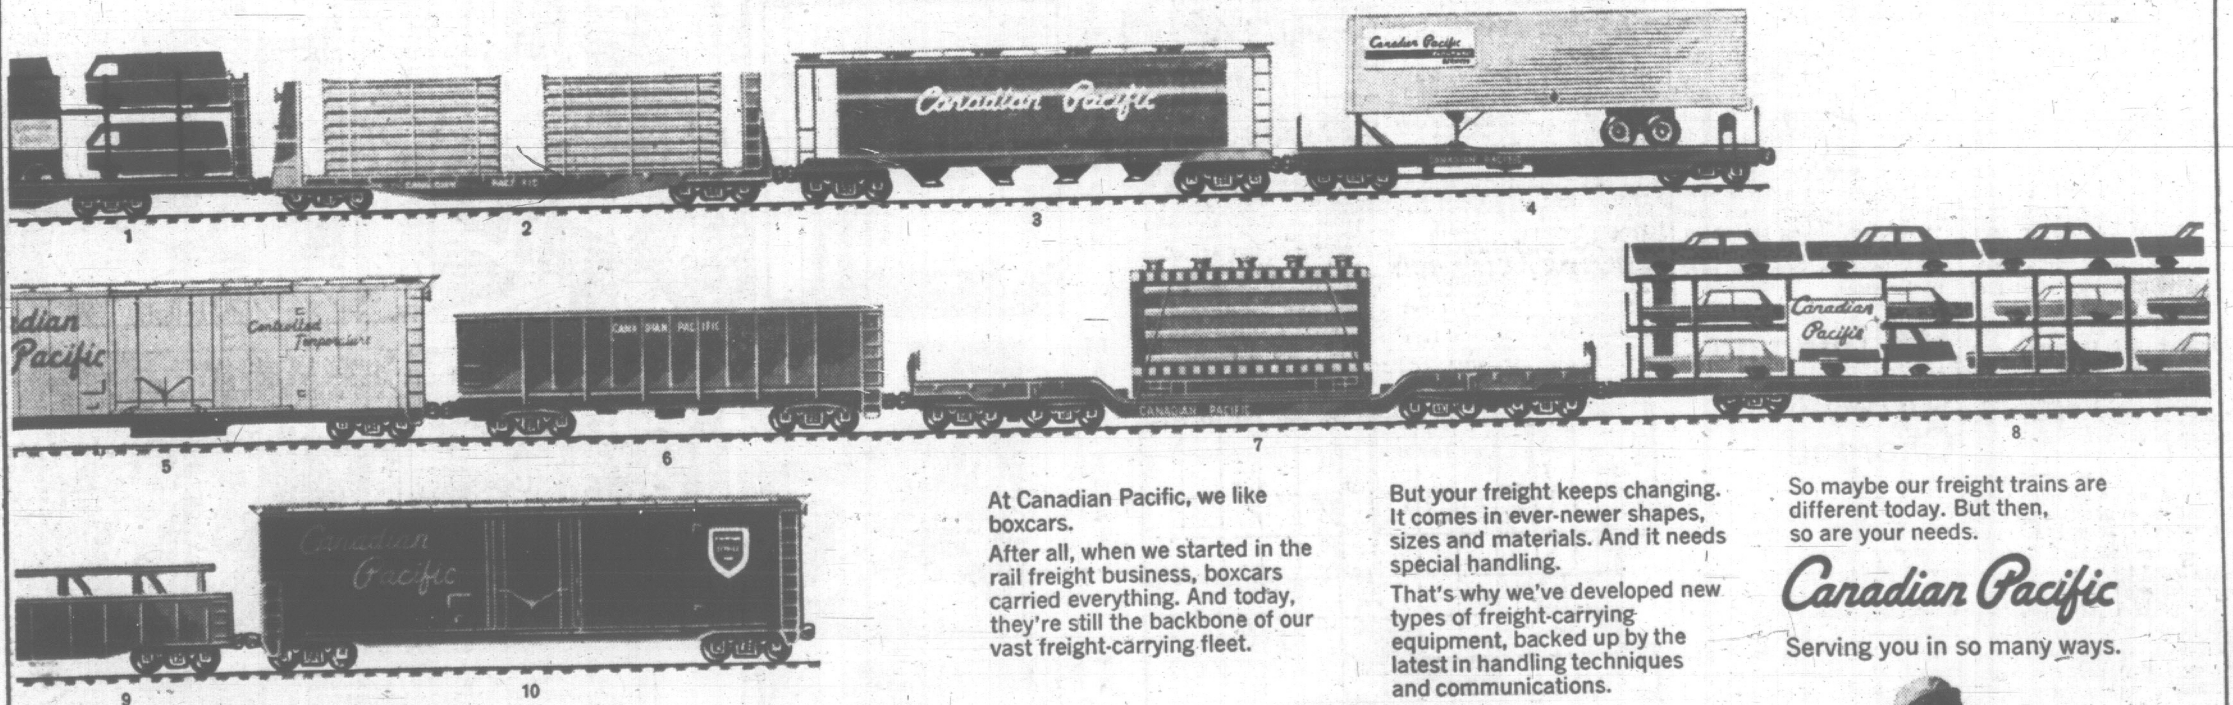 Canadian Pacific
Canadian Pacific
CANADIAN PACIFIC
CANADIAN PACIFIC
1
2
3
4
dian
Pacific
Controlled
Temperature
CANADIAN PACIFIC
CANADIAN PACIFIC
Canadian
Pacific
5
6
7
8
Canadian
Pacific
9
10
At Canadian Pacific, we like
boxcars.
After all, when we started in the
rail freight business, boxcars
carried everything. And today,
they're still the backbone of our
vast freight-carrying fleet.
But your freight keeps changing.
It comes in ever-newer shapes,
sizes and materials. And it needs
special handling.
That's why we've developed new
types of freight-carrying
equipment, backed up by the
latest in handling techniques
and communications.
So maybe our freight trains are
different today. But then,
so are your needs.
Canadian Pacific
Serving you in so many ways.